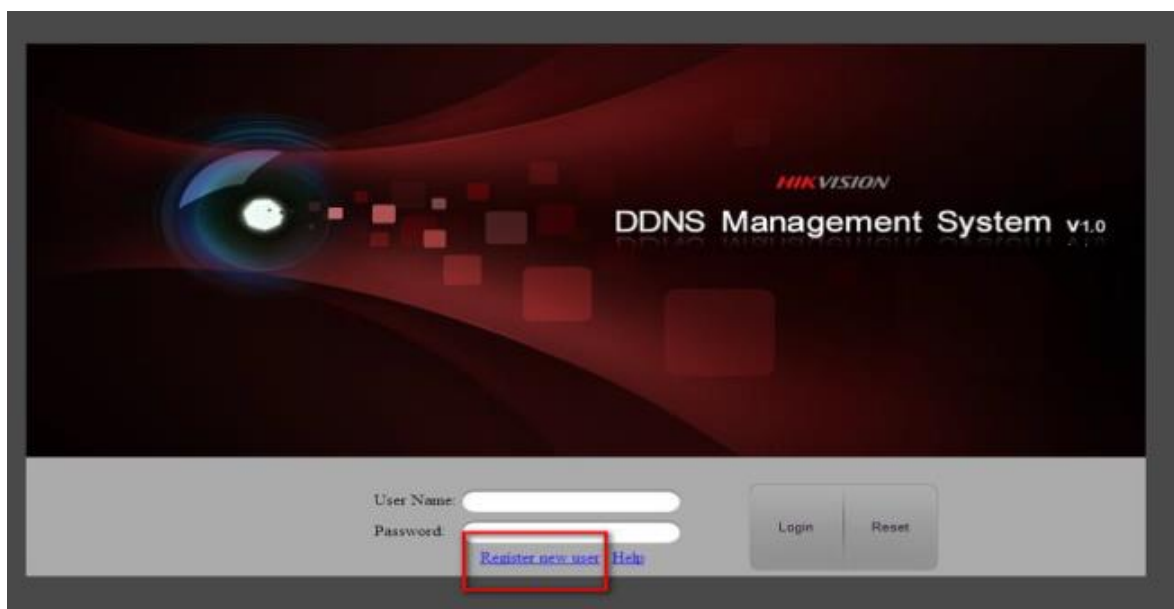 HIKVISION
DDNS Management System V1.0
User Name:
Password:
Login Reset
Register new user Help